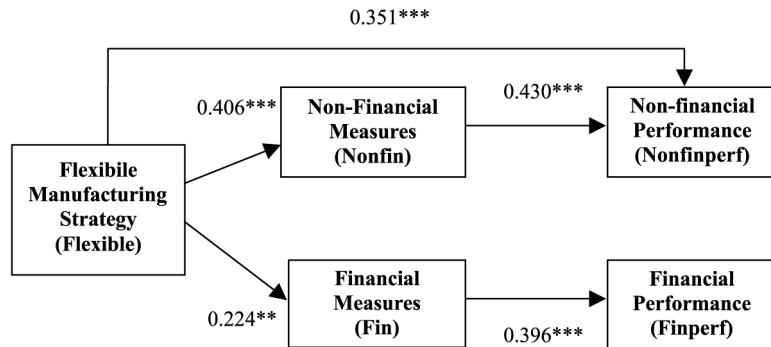 0.351***
0.406***
Non-Financial
Measures
(Nonfin)
0.430***
Non-financial
Performance
(Nonfinperf)
Flexibile
Manufacturing
Strategy
(Flexible)
0.224**
Financial
Measures
(Fin)
0.396***
Financial
Performance
(Finperf)